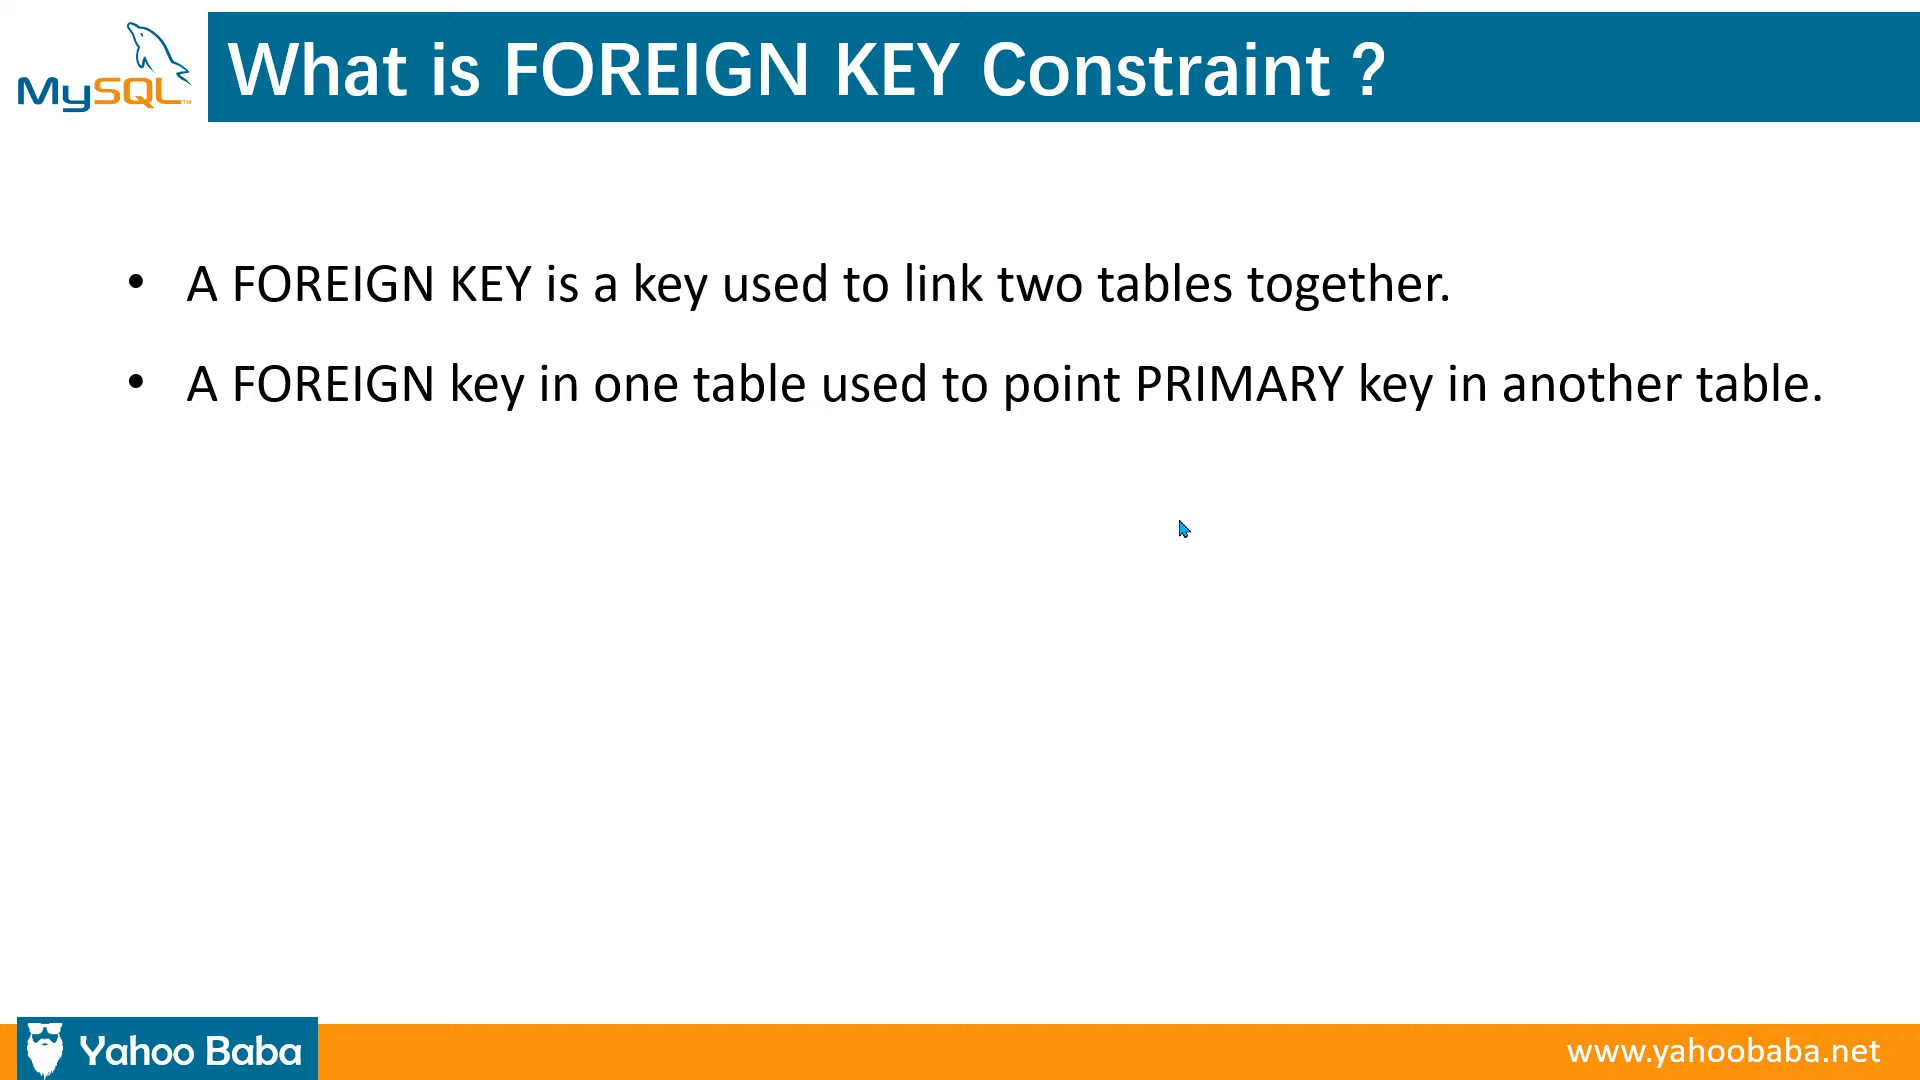 MySQL™
What is FOREIGN KEY Constraint ?
• A FOREIGN KEY is a key used to link two tables together.
• A FOREIGN key in one table used to point PRIMARY key in another table.
Yahoo Baba
www.yahoobaba.net